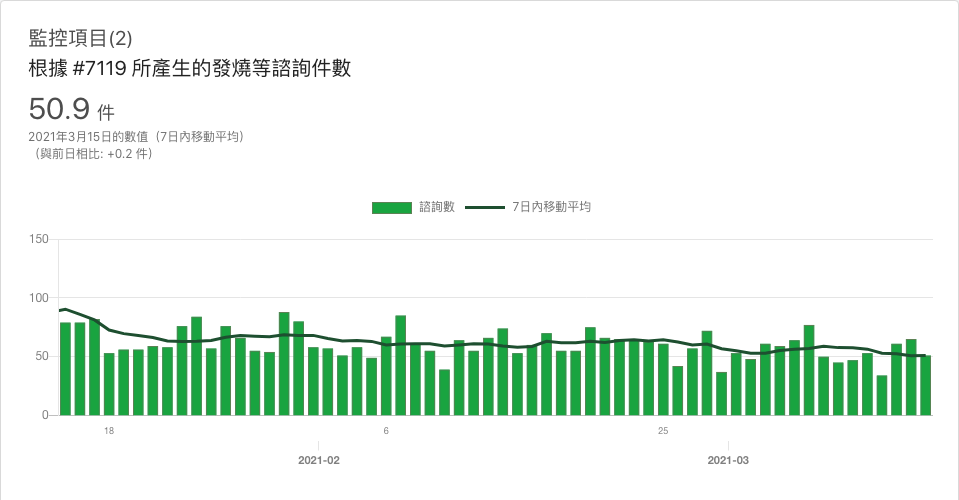 監控項目(2)
根據 #7119 所產生的發燒等諮詢件數
50.9 件
2021年3月15日的數值（7日內移動平均）
（與前日相比: +0.2 件）
諮詢數 7日內移動平均
150
100
50
0
18 6 25
2021-02 2021-03